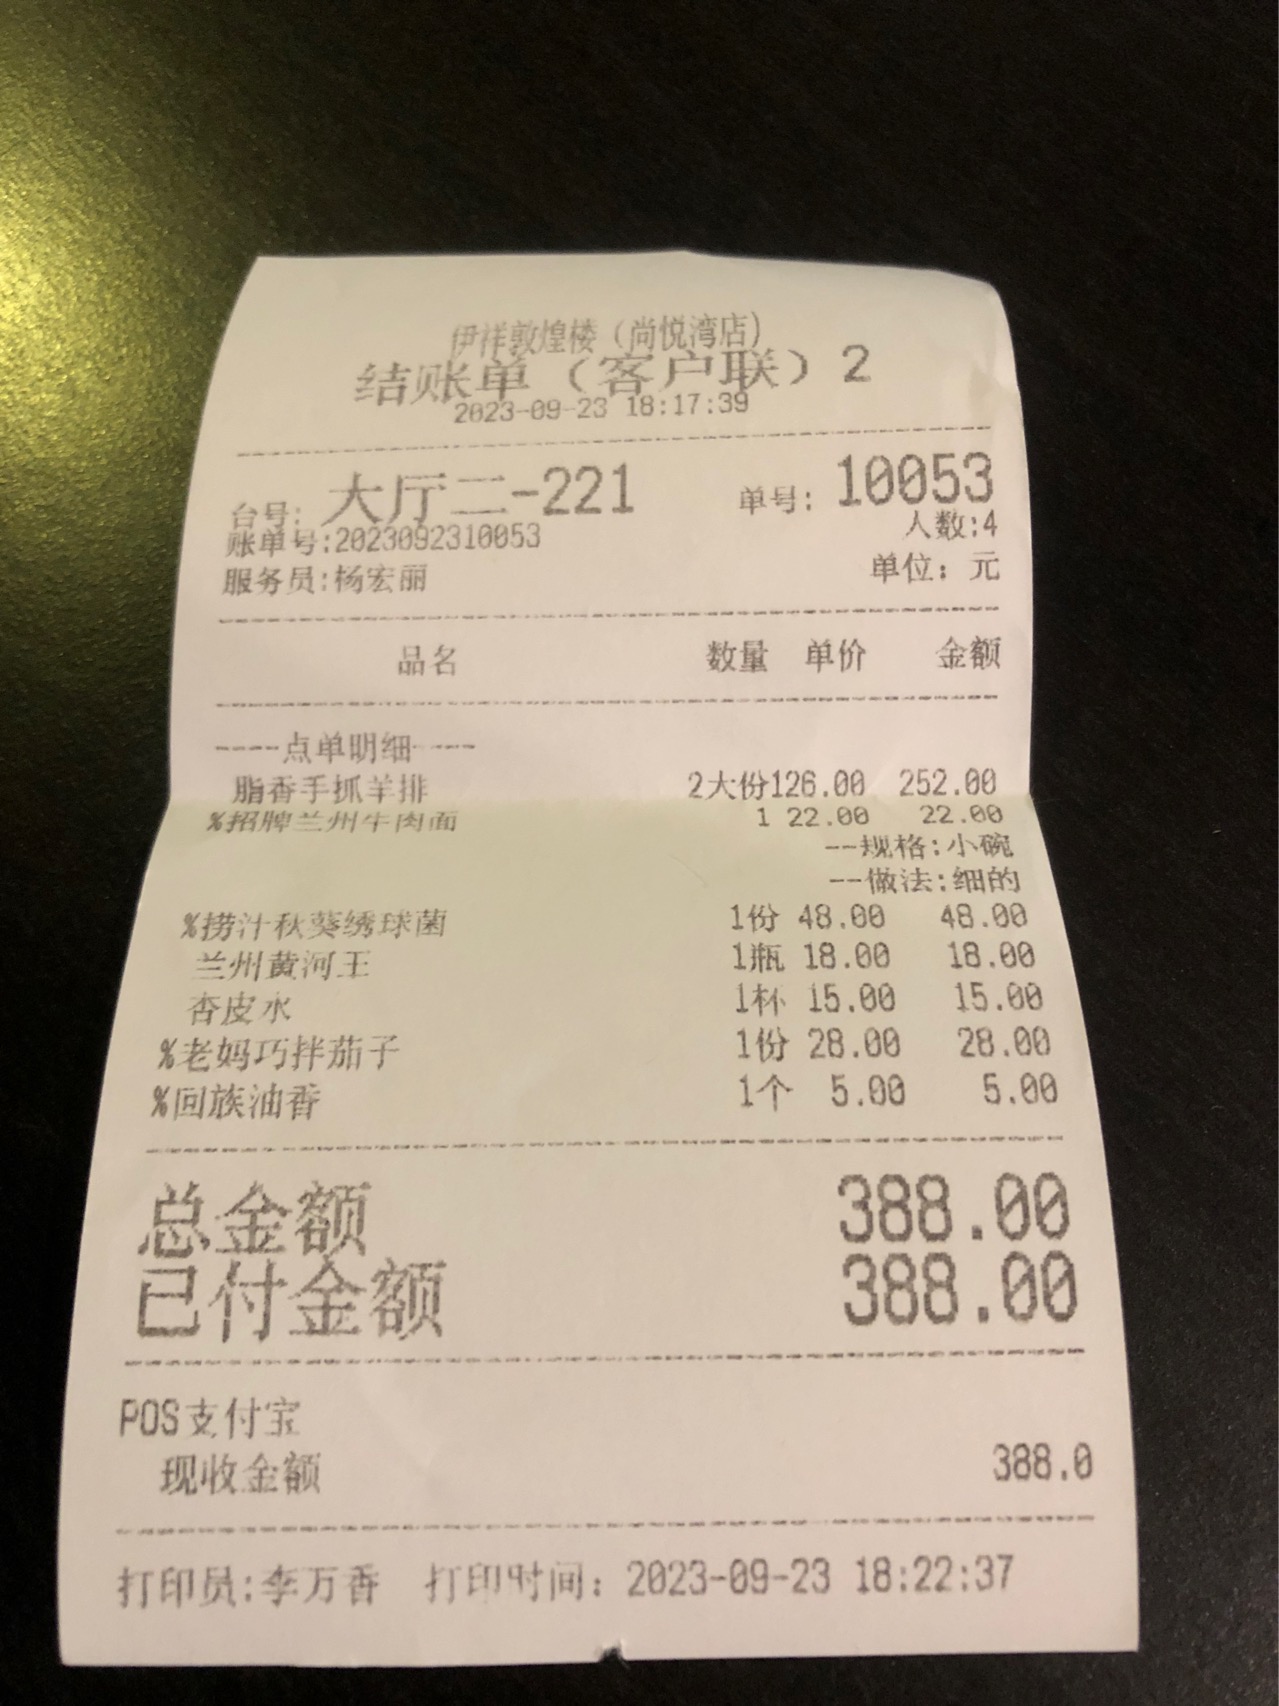 伊祥敦煌楼（尚悦湾店）
结账单（客户联）2
2023-09-23 18:17:39
台号: 大厅二-221 单号: 10053
账单号:2023092310053 人数:4
服务员:杨宏丽 单位: 元
品名 数量 单价 金额
----点单明细----
脂香手抓羊排 2大份126.00 252.00
%招牌兰州牛肉面 1 22.00 22.00
--规格:小碗
--做法:细的
%捞汁秋葵绣球菌 1份 48.00 48.00
兰州黄河王 1瓶 18.00 18.00
杏皮水 1杯 15.00 15.00
%老妈巧拌茄子 1份 28.00 28.00
%回族油香 1个 5.00 5.00
总金额 388.00
已付金额 388.00
POS支付宝
现收金额 388.0
打印员:李万香 打印时间: 2023-09-23 18:22:37